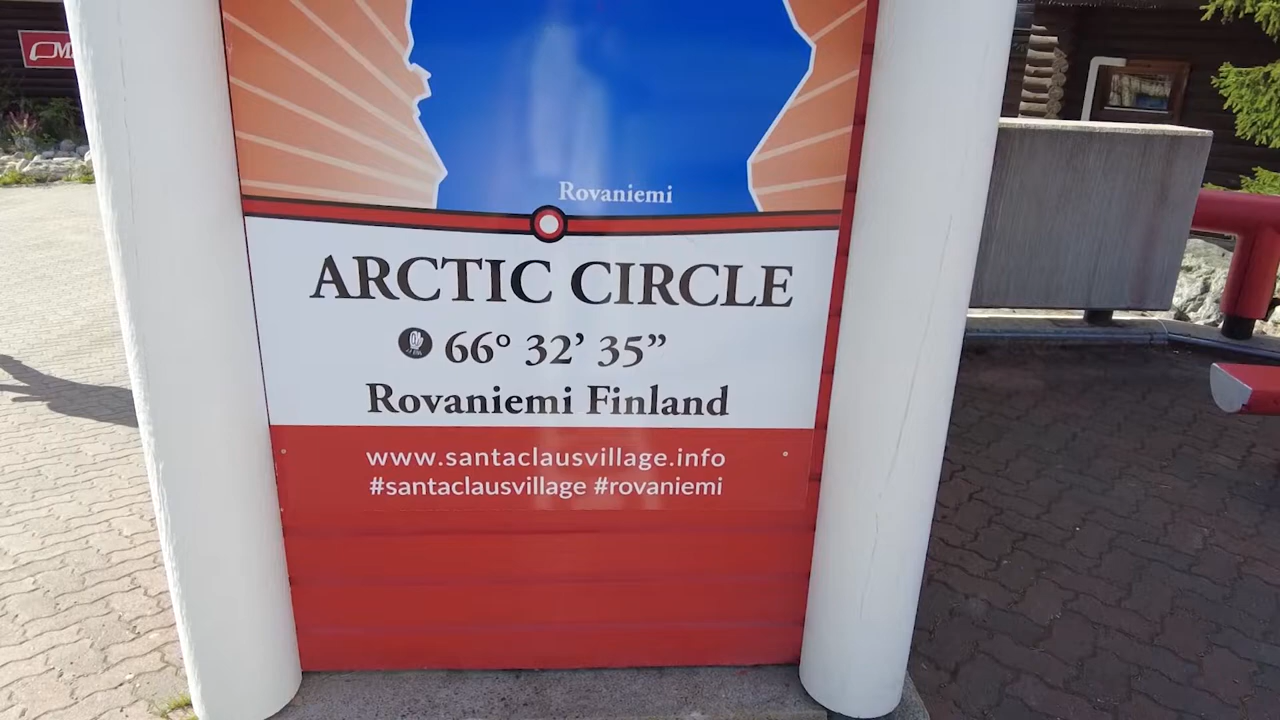 Rovaniemi
ARCTIC CIRCLE
66° 32’ 35”
Rovaniemi Finland
www.santaclausvillage.info
#santaclausvillage #rovaniemi